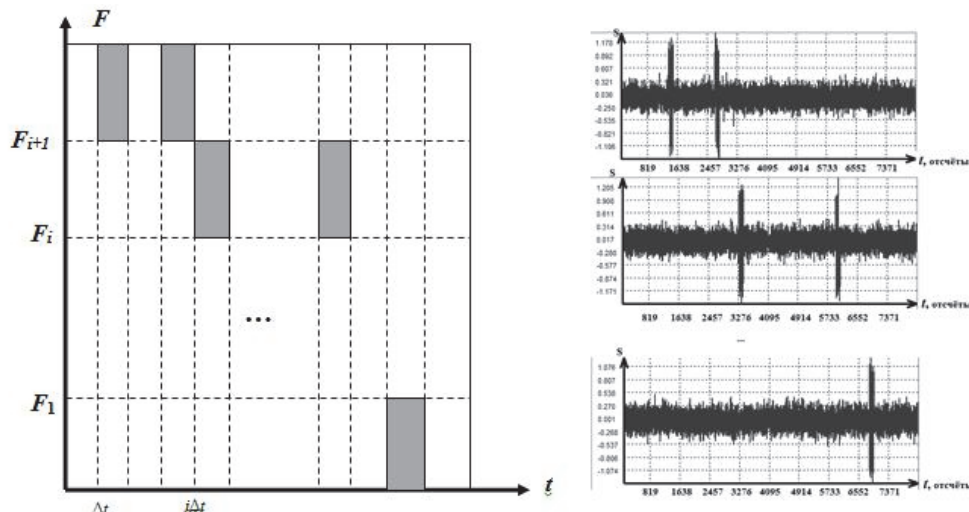 F
F i+1
F i
...
F 1
Δt
iΔt
t
S
1.178
0.892
0.607
0.321
0.036
-0.250
-0.535
-0.821
-1.106
819 1638 2457 3276 4095 4914 5733 6552 7371
t, отсчёты
S
1.205
0.908
0.611
0.314
0.017
-0.280
-0.577
-0.874
-1.171
819 1638 2457 3276 4095 4914 5733 6552 7371
t, отсчёты
...
S
1.076
0.807
0.538
0.270
0.001
-0.268
-0.537
-0.806
-1.074
819 1638 2457 3276 4095 4914 5733 6552 7371
t, отсчёты